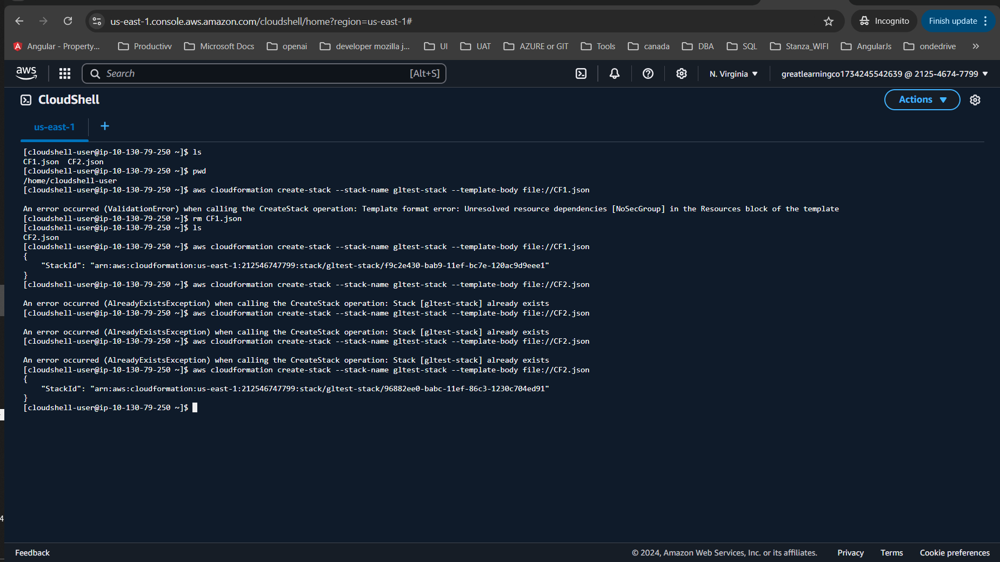 us-east-1.console.aws.amazon.com/cloudshell/home?region=us-east-1#
Incognito
Finish update
Angular - Property...
Productivv
Microsoft Docs
openai
developer mozilla j...
UI
UAT
AZURE or GIT
Tools
canada
DBA
SQL
Stanza_WIFI
AngularJs
ondedrive
»
aws
Search
[Alt+S]
N. Virginia
greatlearningco1734245542639 @ 2125-4674-7799
CloudShell
Actions
us-east-1
+
[cloudshell-user@ip-10-130-79-250 ~]$ ls
CF1.json  CF2.json
[cloudshell-user@ip-10-130-79-250 ~]$ pwd
/home/cloudshell-user
[cloudshell-user@ip-10-130-79-250 ~]$ aws cloudformation create-stack --stack-name gltest-stack --template-body file://CF1.json
An error occurred (ValidationError) when calling the CreateStack operation: Template format error: Unresolved resource dependencies [NoSecGroup] in the Resources block of the template
[cloudshell-user@ip-10-130-79-250 ~]$ rm CF1.json
[cloudshell-user@ip-10-130-79-250 ~]$ ls
CF2.json
[cloudshell-user@ip-10-130-79-250 ~]$ aws cloudformation create-stack --stack-name gltest-stack --template-body file://CF1.json
{
    "StackId": "arn:aws:cloudformation:us-east-1:212546747799:stack/gltest-stack/f9c2e430-bab9-11ef-bc7e-120ac9d9eee1"
}
[cloudshell-user@ip-10-130-79-250 ~]$ aws cloudformation create-stack --stack-name gltest-stack --template-body file://CF2.json
An error occurred (AlreadyExistsException) when calling the CreateStack operation: Stack [gltest-stack] already exists
[cloudshell-user@ip-10-130-79-250 ~]$ aws cloudformation create-stack --stack-name gltest-stack --template-body file://CF2.json
An error occurred (AlreadyExistsException) when calling the CreateStack operation: Stack [gltest-stack] already exists
[cloudshell-user@ip-10-130-79-250 ~]$ aws cloudformation create-stack --stack-name gltest-stack --template-body file://CF2.json
An error occurred (AlreadyExistsException) when calling the CreateStack operation: Stack [gltest-stack] already exists
[cloudshell-user@ip-10-130-79-250 ~]$ aws cloudformation create-stack --stack-name gltest-stack --template-body file://CF2.json
{
    "StackId": "arn:aws:cloudformation:us-east-1:212546747799:stack/gltest-stack/96882ee0-babc-11ef-86c3-1230c704ed91"
}
[cloudshell-user@ip-10-130-79-250 ~]$
4
Feedback
© 2024, Amazon Web Services, Inc. or its affiliates.
Privacy
Terms
Cookie preferences